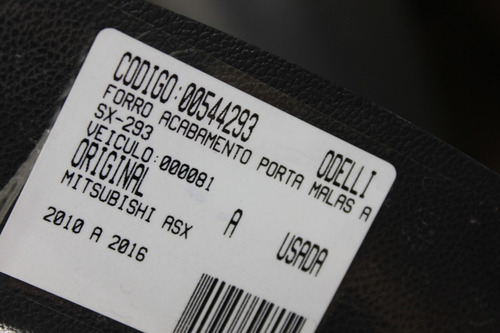 CODIGO:00544293 ODELLI
FORRO ACABAMENTO PORTA MALAS A
SX-293
VEICULO:000081
ORIGINAL A USADA
MITSUBISHI ASX
2010 A 2016